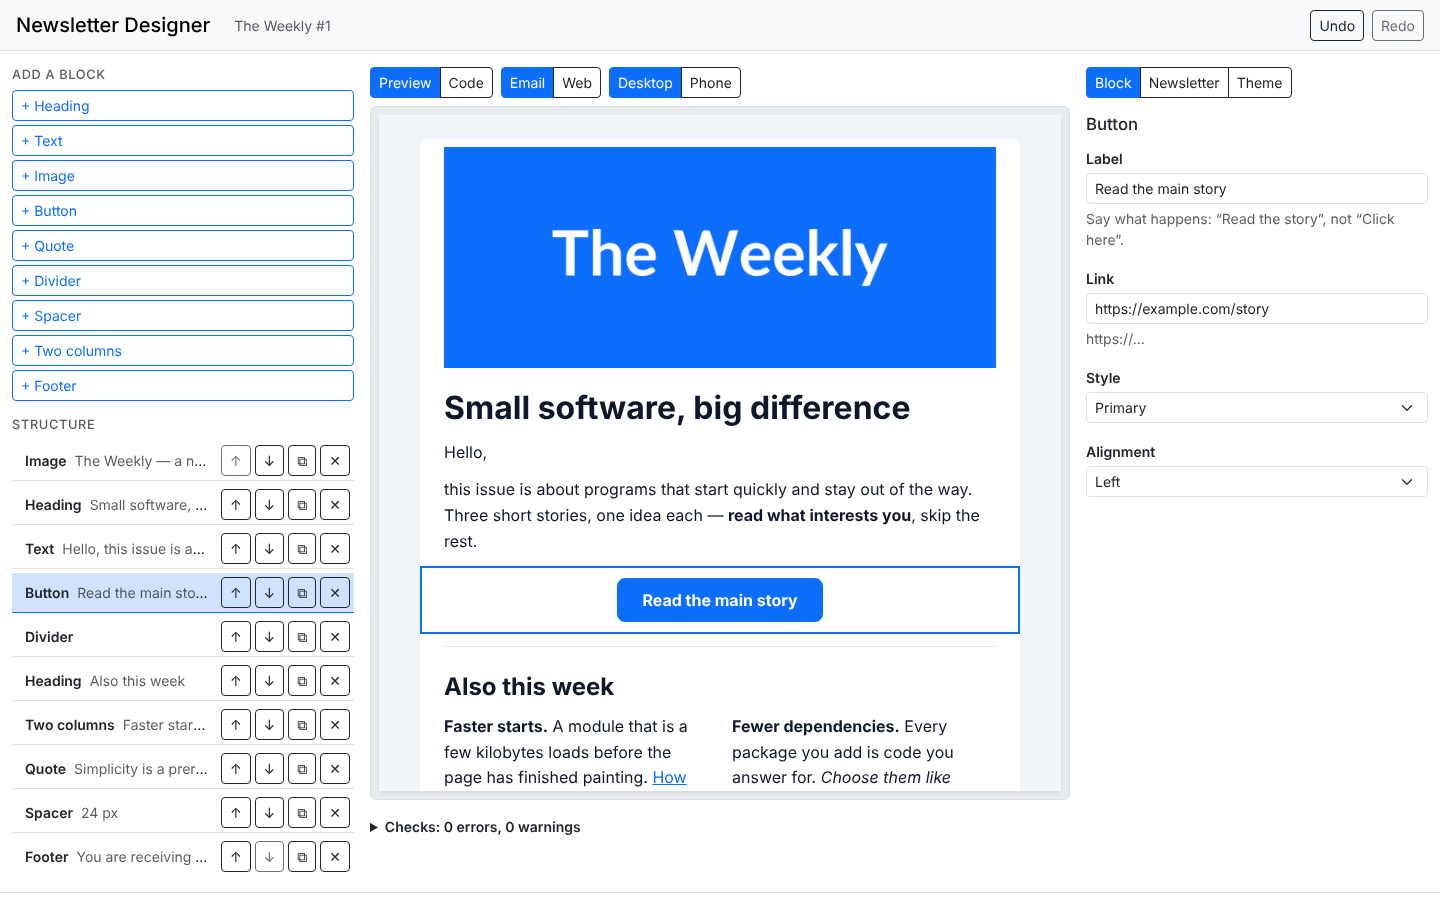 Newsletter Designer The Weekly #1 Undo Redo
ADD A BLOCK
+ Heading
+ Text
+ Image
+ Button
+ Quote
+ Divider
+ Spacer
+ Two columns
+ Footer
STRUCTURE
Image The Weekly — a n... ↑ ↓ ⧉ ✕
Heading Small software, ... ↑ ↓ ⧉ ✕
Text Hello, this issue is a... ↑ ↓ ⧉ ✕
Button Read the main sto... ↑ ↓ ⧉ ✕
Divider ↑ ↓ ⧉ ✕
Heading Also this week ↑ ↓ ⧉ ✕
Two columns Faster star... ↑ ↓ ⧉ ✕
Quote Simplicity is a prer... ↑ ↓ ⧉ ✕
Spacer 24 px ↑ ↓ ⧉ ✕
Footer You are receiving ... ↑ ↓ ⧉ ✕
Preview Code Email Web Desktop Phone
The Weekly
Small software, big difference
Hello,
this issue is about programs that start quickly and stay out of the way.
Three short stories, one idea each — read what interests you, skip the
rest.
Read the main story
Also this week
Faster starts. A module that is a
few kilobytes loads before the
page has finished painting. How
Fewer dependencies. Every
package you add is code you
answer for. Choose them like
▶ Checks: 0 errors, 0 warnings
Block Newsletter Theme
Button
Label
Read the main story
Say what happens: “Read the story”, not “Click
here”.
Link
https://example.com/story
https://...
Style
Primary
Alignment
Left